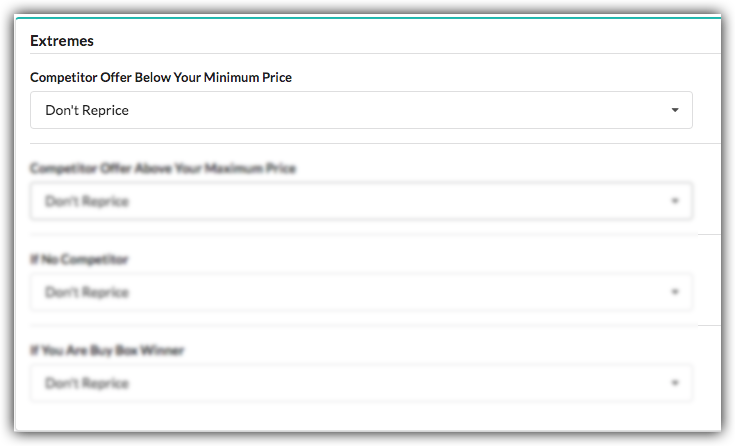 Extremes
Competitor Offer Below Your Minimum Price
Don't Reprice
Competitor Offer Above Your Maximum Price
Don't Reprice
If No Competitor
Don't Reprice
If You Are Buy Box Winner
Don't Reprice